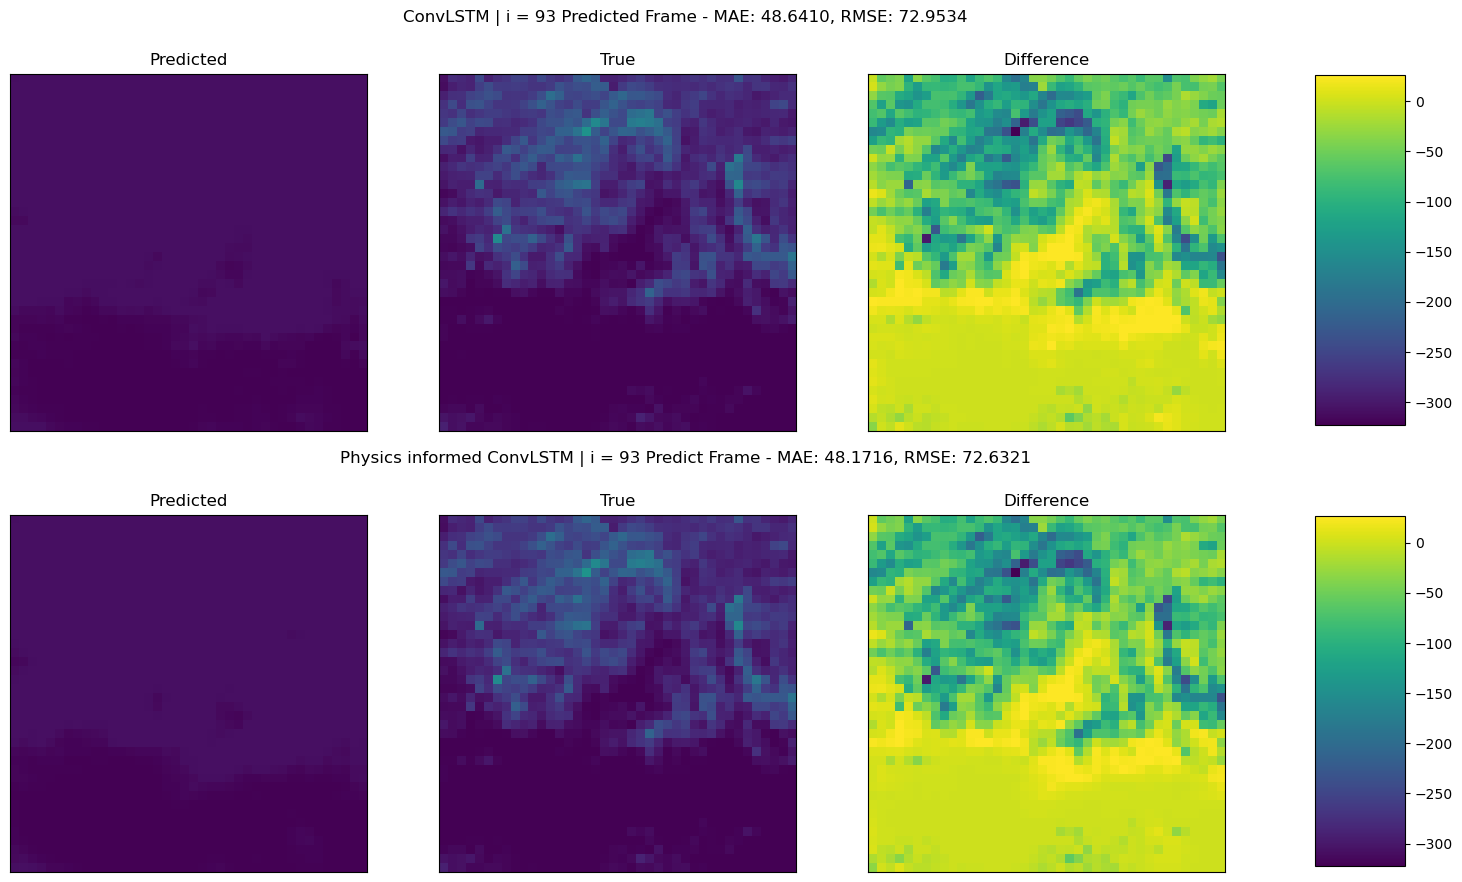 ConvLSTM | i = 93 Predicted Frame - MAE: 48.6410, RMSE: 72.9534
Predicted
True
Difference
0
−50
−100
−150
−200
−250
−300
Physics informed ConvLSTM | i = 93 Predict Frame - MAE: 48.1716, RMSE: 72.6321
Predicted
True
Difference
0
−50
−100
−150
−200
−250
−300